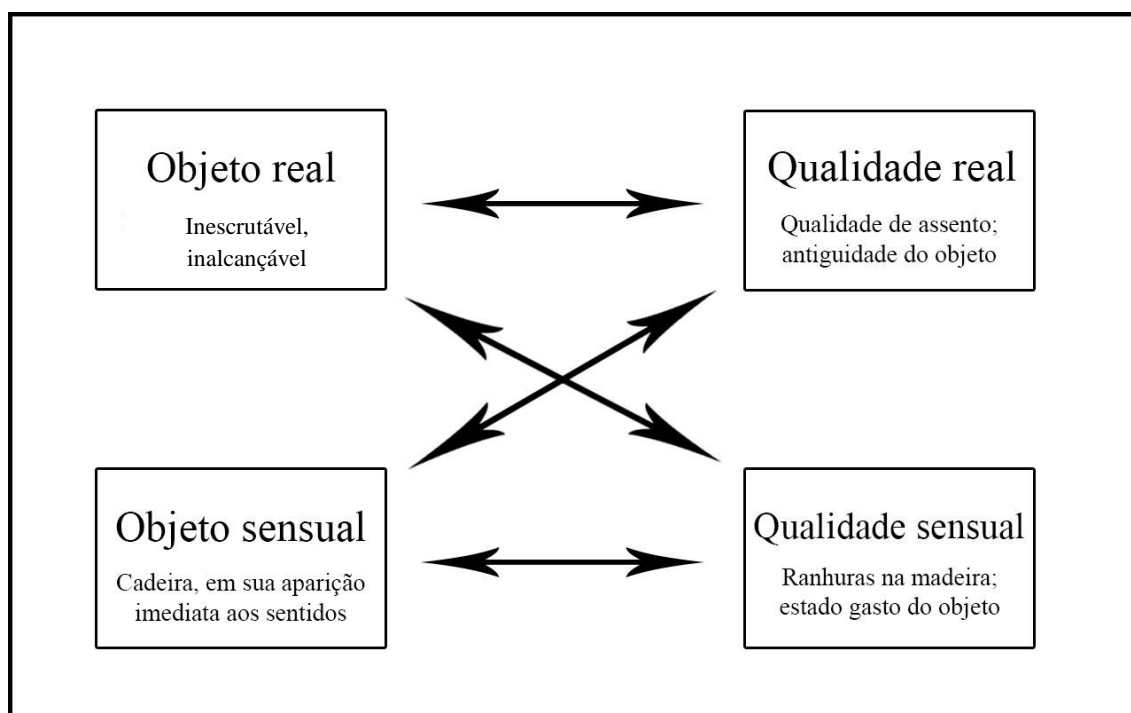 Objeto real
Inescrutável,
inalcançável
Qualidade real
Qualidade de assento;
antiguidade do objeto
Objeto sensual
Cadeira, em sua aparição
imediata aos sentidos
Qualidade sensual
Ranhuras na madeira;
estado gasto do objeto